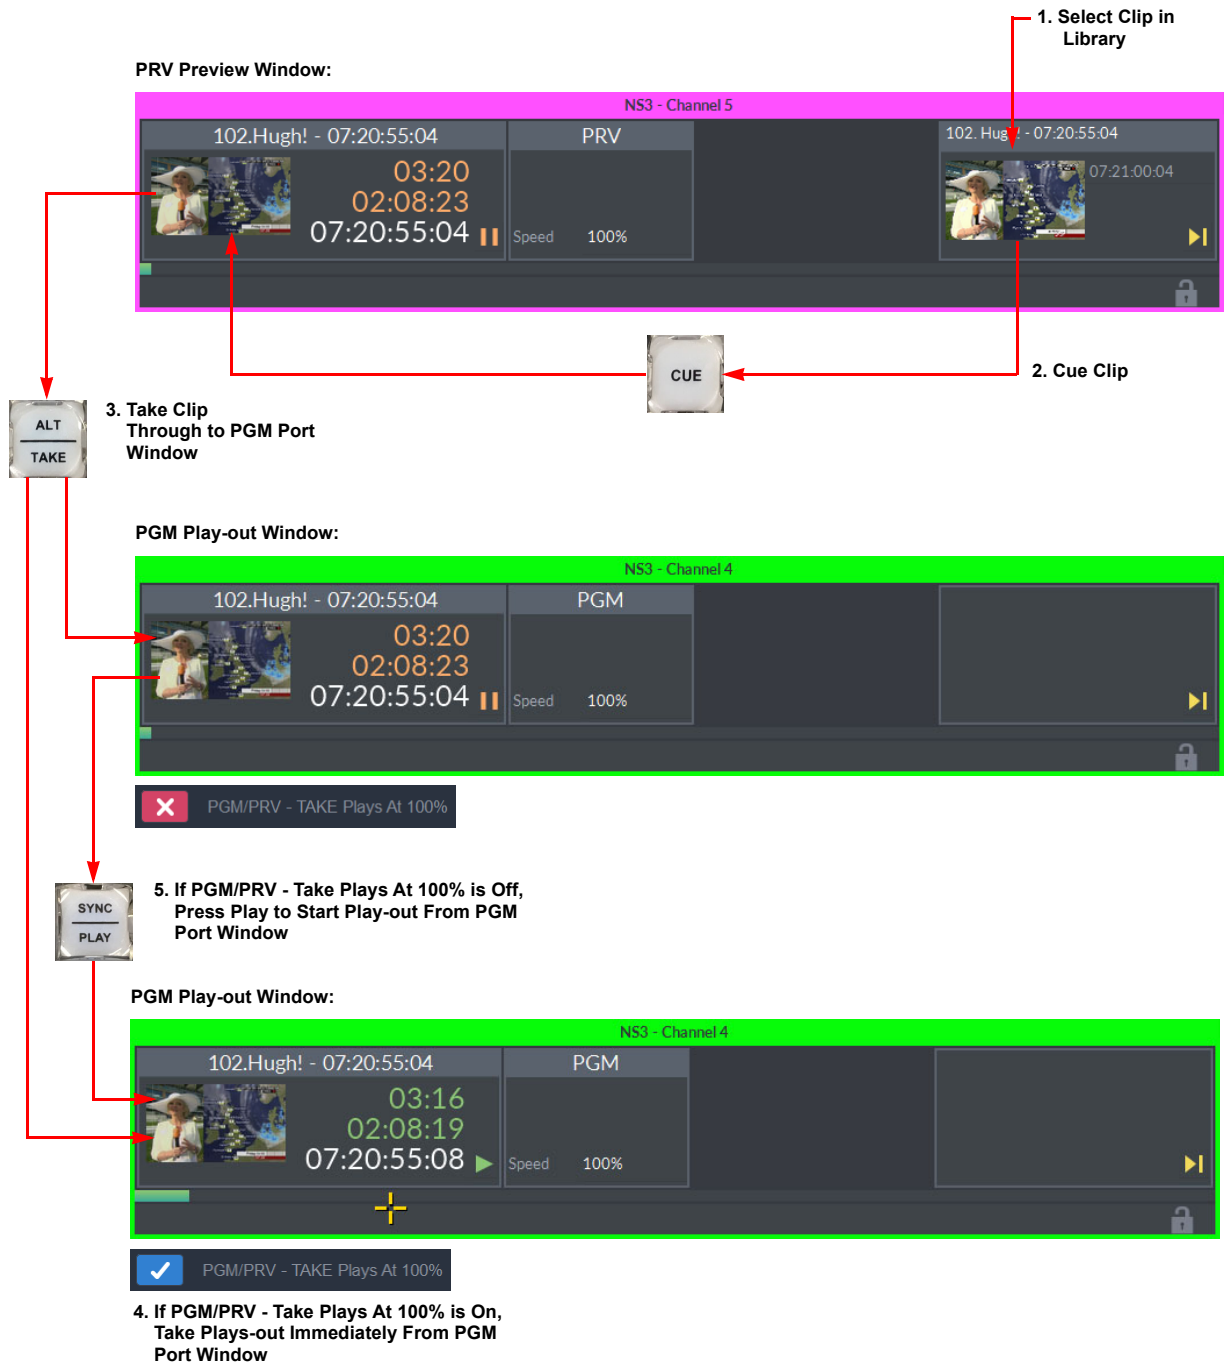 1. Select Clip in
Library
PRV Preview Window:
NS3 - Channel 5
102.Hugh! - 07:20:55:04
PRV
102. Hugh! - 07:20:55:04
03:20
02:08:23
07:20:55:04
Speed 100%
07:21:00:04
CUE
2. Cue Clip
ALT
TAKE
3. Take Clip
Through to PGM Port
Window
PGM Play-out Window:
NS3 - Channel 4
102.Hugh! - 07:20:55:04
PGM
03:20
02:08:23
07:20:55:04
Speed 100%
PGM/PRV - TAKE Plays At 100%
SYNC
PLAY
5. If PGM/PRV - Take Plays At 100% is Off,
Press Play to Start Play-out From PGM
Port Window
PGM Play-out Window:
NS3 - Channel 4
102.Hugh! - 07:20:55:04
PGM
03:16
02:08:19
07:20:55:08
Speed 100%
PGM/PRV - TAKE Plays At 100%
4. If PGM/PRV - Take Plays At 100% is On,
Take Plays-out Immediately From PGM
Port Window